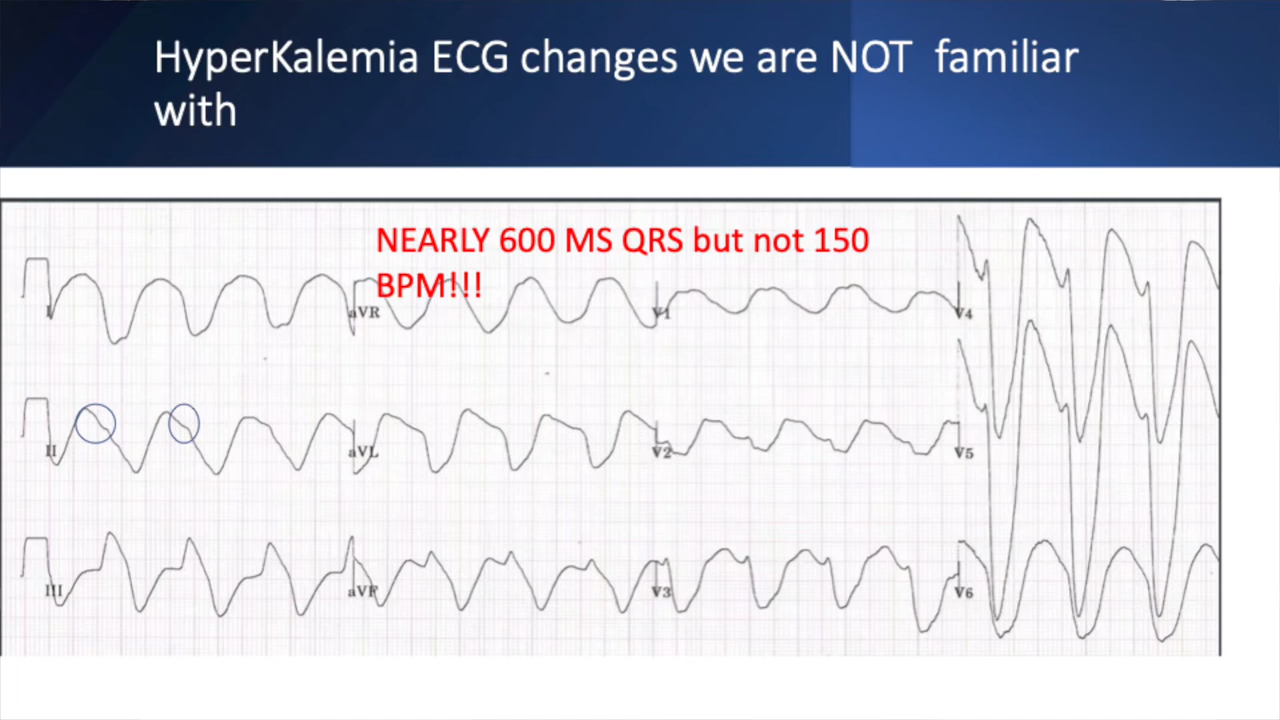 HyperKalemia ECG changes we are NOT familiar
with
NEARLY 600 MS QRS but not 150
BPM!!!
I
aVR
V1
V4
II
aVL
V2
V5
III
aVF
V3
V6